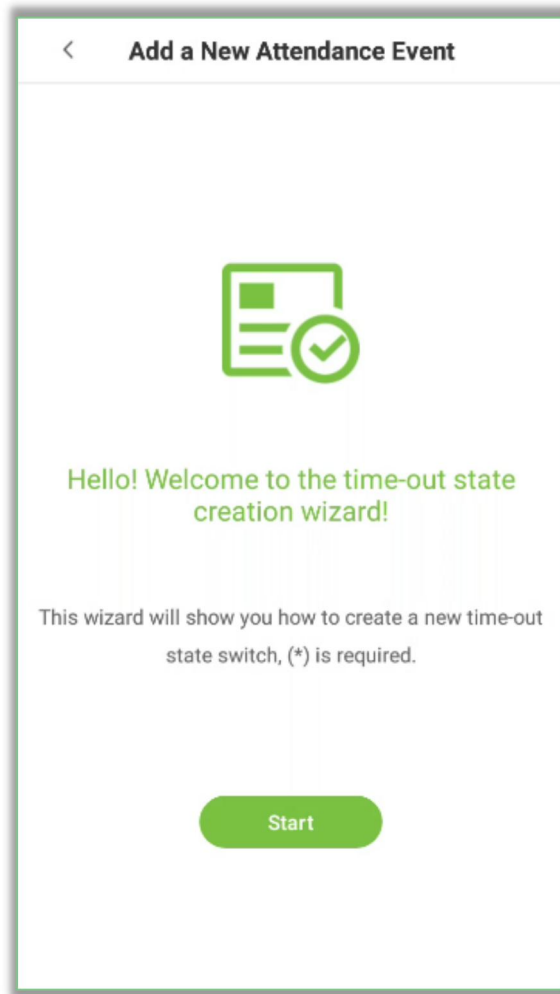 Add a New Attendance Event
Hello! Welcome to the time-out state
creation wizard!
This wizard will show you how to create a new time-out
state switch, (*) is required.
Start